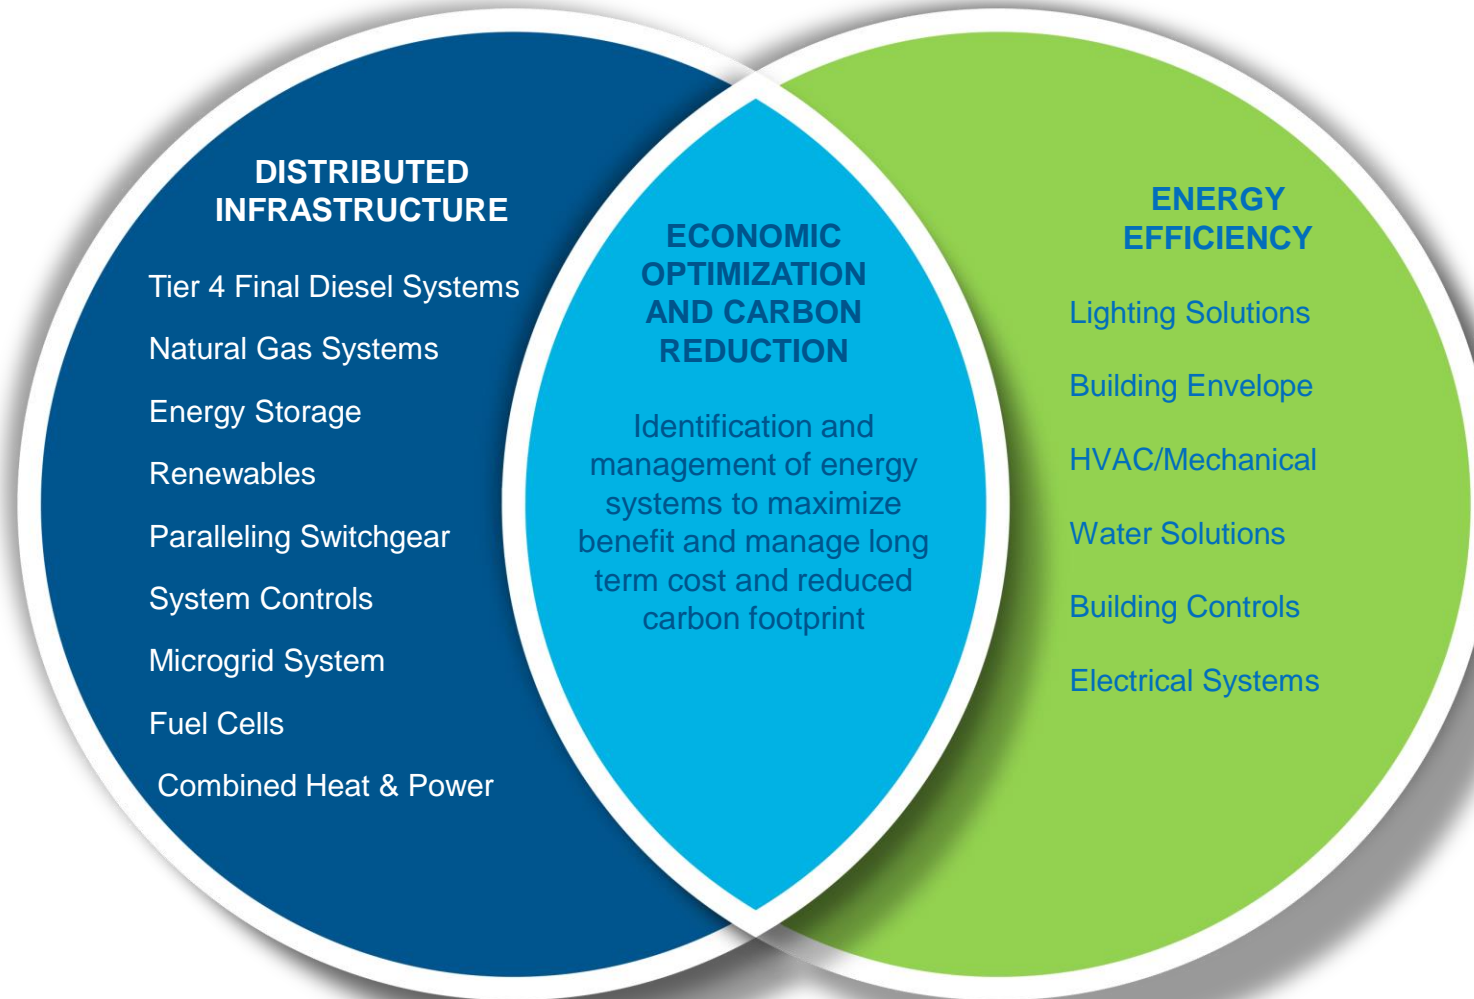 DISTRIBUTED
INFRASTRUCTURE
Tier 4 Final Diesel Systems
Natural Gas Systems
Energy Storage
Renewables
Paralleling Switchgear
System Controls
Microgrid System
Fuel Cells
Combined Heat & Power
ECONOMIC
OPTIMIZATION
AND CARBON
REDUCTION
Identification and
management of energy
systems to maximize
benefit and manage long
term cost and reduced
carbon footprint
ENERGY
EFFICIENCY
Lighting Solutions
Building Envelope
HVAC/Mechanical
Water Solutions
Building Controls
Electrical Systems